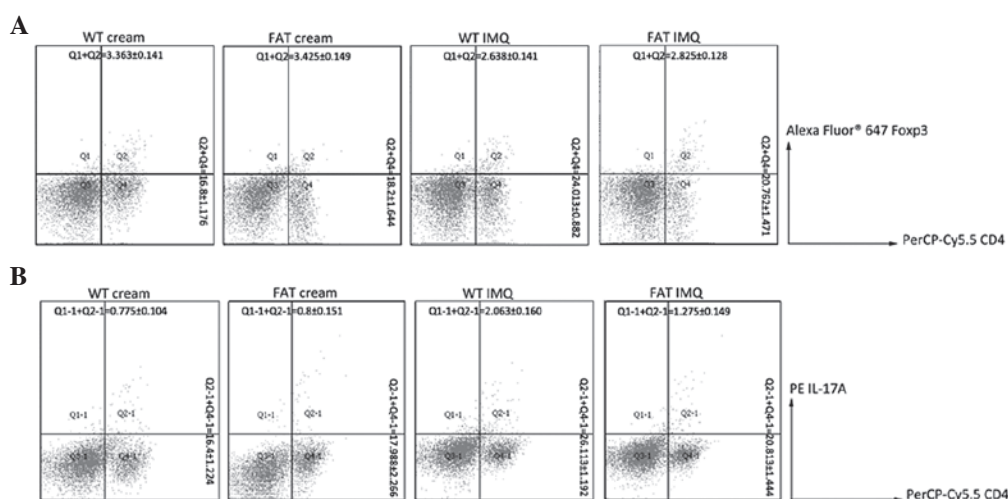 A
WT cream
FAT cream
WT IMQ
FAT IMQ
Q1+Q2=3.363±0.141
Q1+Q2=3.425±0.149
Q1+Q2=2.638±0.141
Q1+Q2=2.825±0.128
Q1
Q2
Q3
Q4
Q2+Q4=16.8±1.176
Q1
Q2
Q4
Q2+Q4=18.2±1.644
Q1
Q2
Q3
Q4
Q2+Q4=24.013±0.882
Q1
Q2
Q3
Q4
Q2+Q4=20.762±1.471
Alexa Fluor® 647 Foxp3
PerCP-Cy5.5 CD4
B
WT cream
FAT cream
WT IMQ
FAT IMQ
Q1-1+Q2-1=0.775±0.104
Q1-1+Q2-1=0.8±0.151
Q1-1+Q2-1=2.063±0.160
Q1-1+Q2-1=1.275±0.149
Q1-1
Q2-1
Q3-1
Q4-1
Q2-1+Q4-1=16.4±1.224
Q1-1
Q2-1
Q3-1
Q4-1
Q2-1+Q4-1=17.988±2.266
Q1-1
Q2-1
Q3-1
Q4-1
Q2-1+Q4-1=26.113±1.192
Q1-1
Q2-1
Q3-1
Q4-1
Q2-1+Q4-1=20.813±1.444
PE IL-17A
PerCP-Cy5.5 CD4